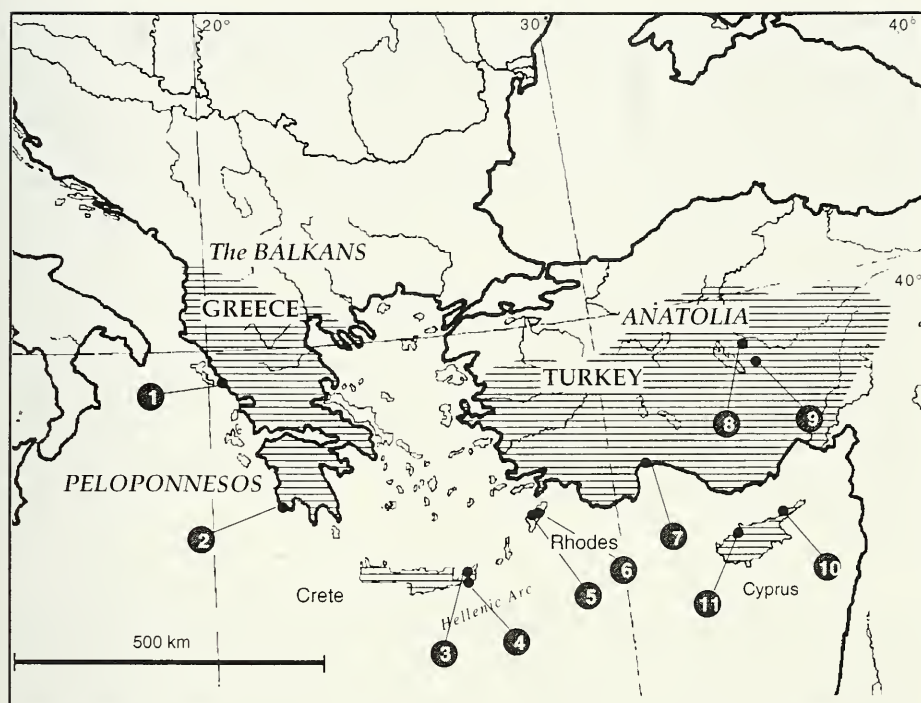 20°
30
40°
The BALKANS
GREECE
40°
ANATOLIA
TURKEY
1
8
9
PELOPONNESOS
2
Rhodes
7
6
5
10
11
Cyprus
Crete
Hellenic Arc
3
4
500 km